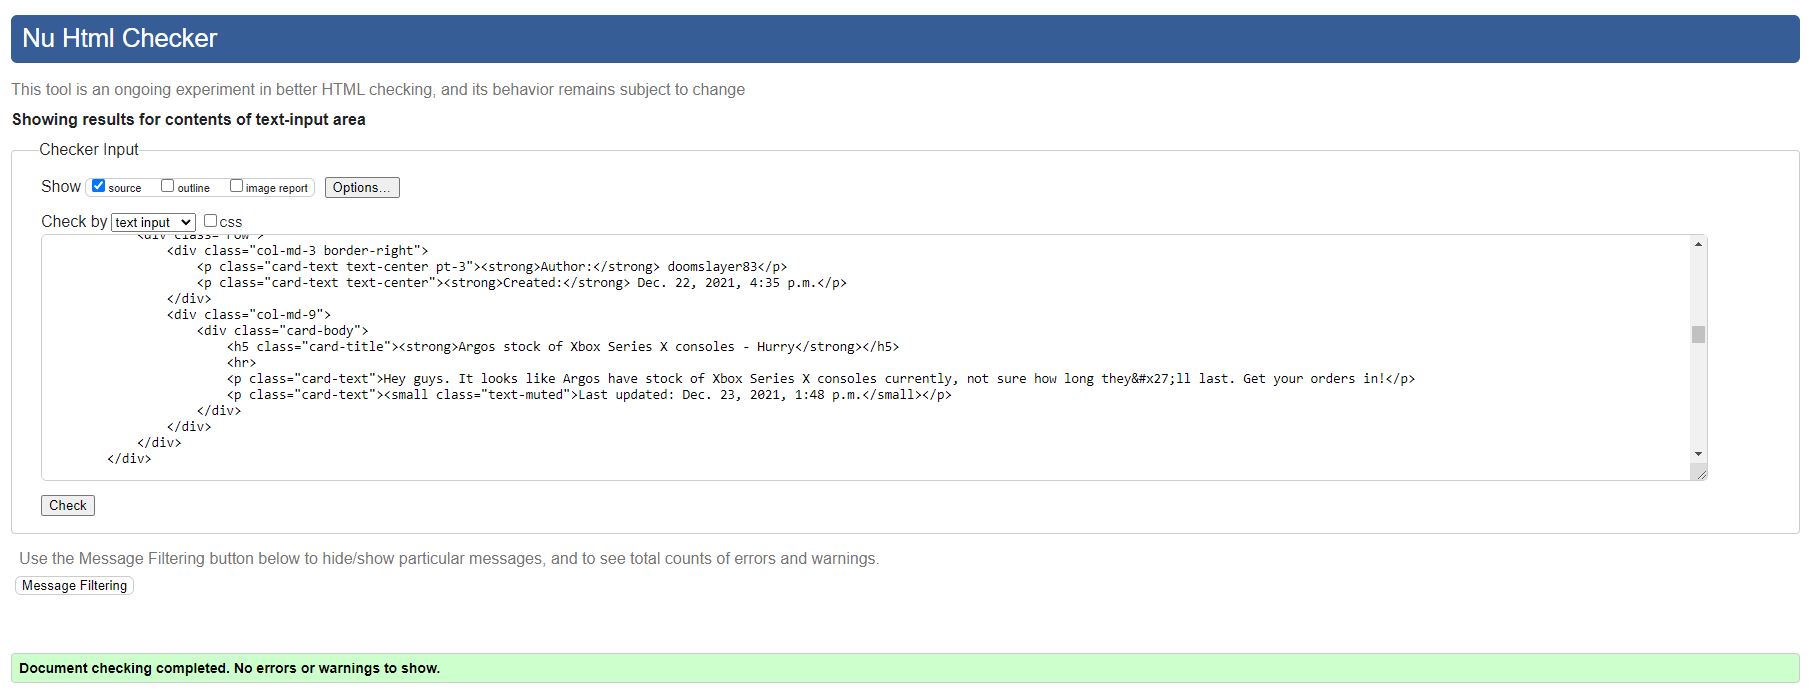 Nu Html Checker
This tool is an ongoing experiment in better HTML checking, and its behavior remains subject to change
Showing results for contents of text-input area
Checker Input
Show source outline image report Options...
Check by text input css
<div class="row">
<div class="col-md-3 border-right">
<p class="card-text text-center pt-3"><strong>Author:</strong> doomslayer83</p>
<p class="card-text text-center"><strong>Created:</strong> Dec. 22, 2021, 4:35 p.m.</p>
</div>
<div class="col-md-9">
<div class="card-body">
<h5 class="card-title"><strong>Argos stock of Xbox Series X consoles - Hurry</strong></h5>
<hr>
<p class="card-text">Hey guys. It looks like Argos have stock of Xbox Series X consoles currently, not sure how long they&#x27;ll last. Get your orders in!</p>
<p class="card-text"><small class="text-muted">Last updated: Dec. 23, 2021, 1:48 p.m.</small></p>
</div>
</div>
</div>
</div>
Check
Use the Message Filtering button below to hide/show particular messages, and to see total counts of errors and warnings.
Message Filtering
Document checking completed. No errors or warnings to show.